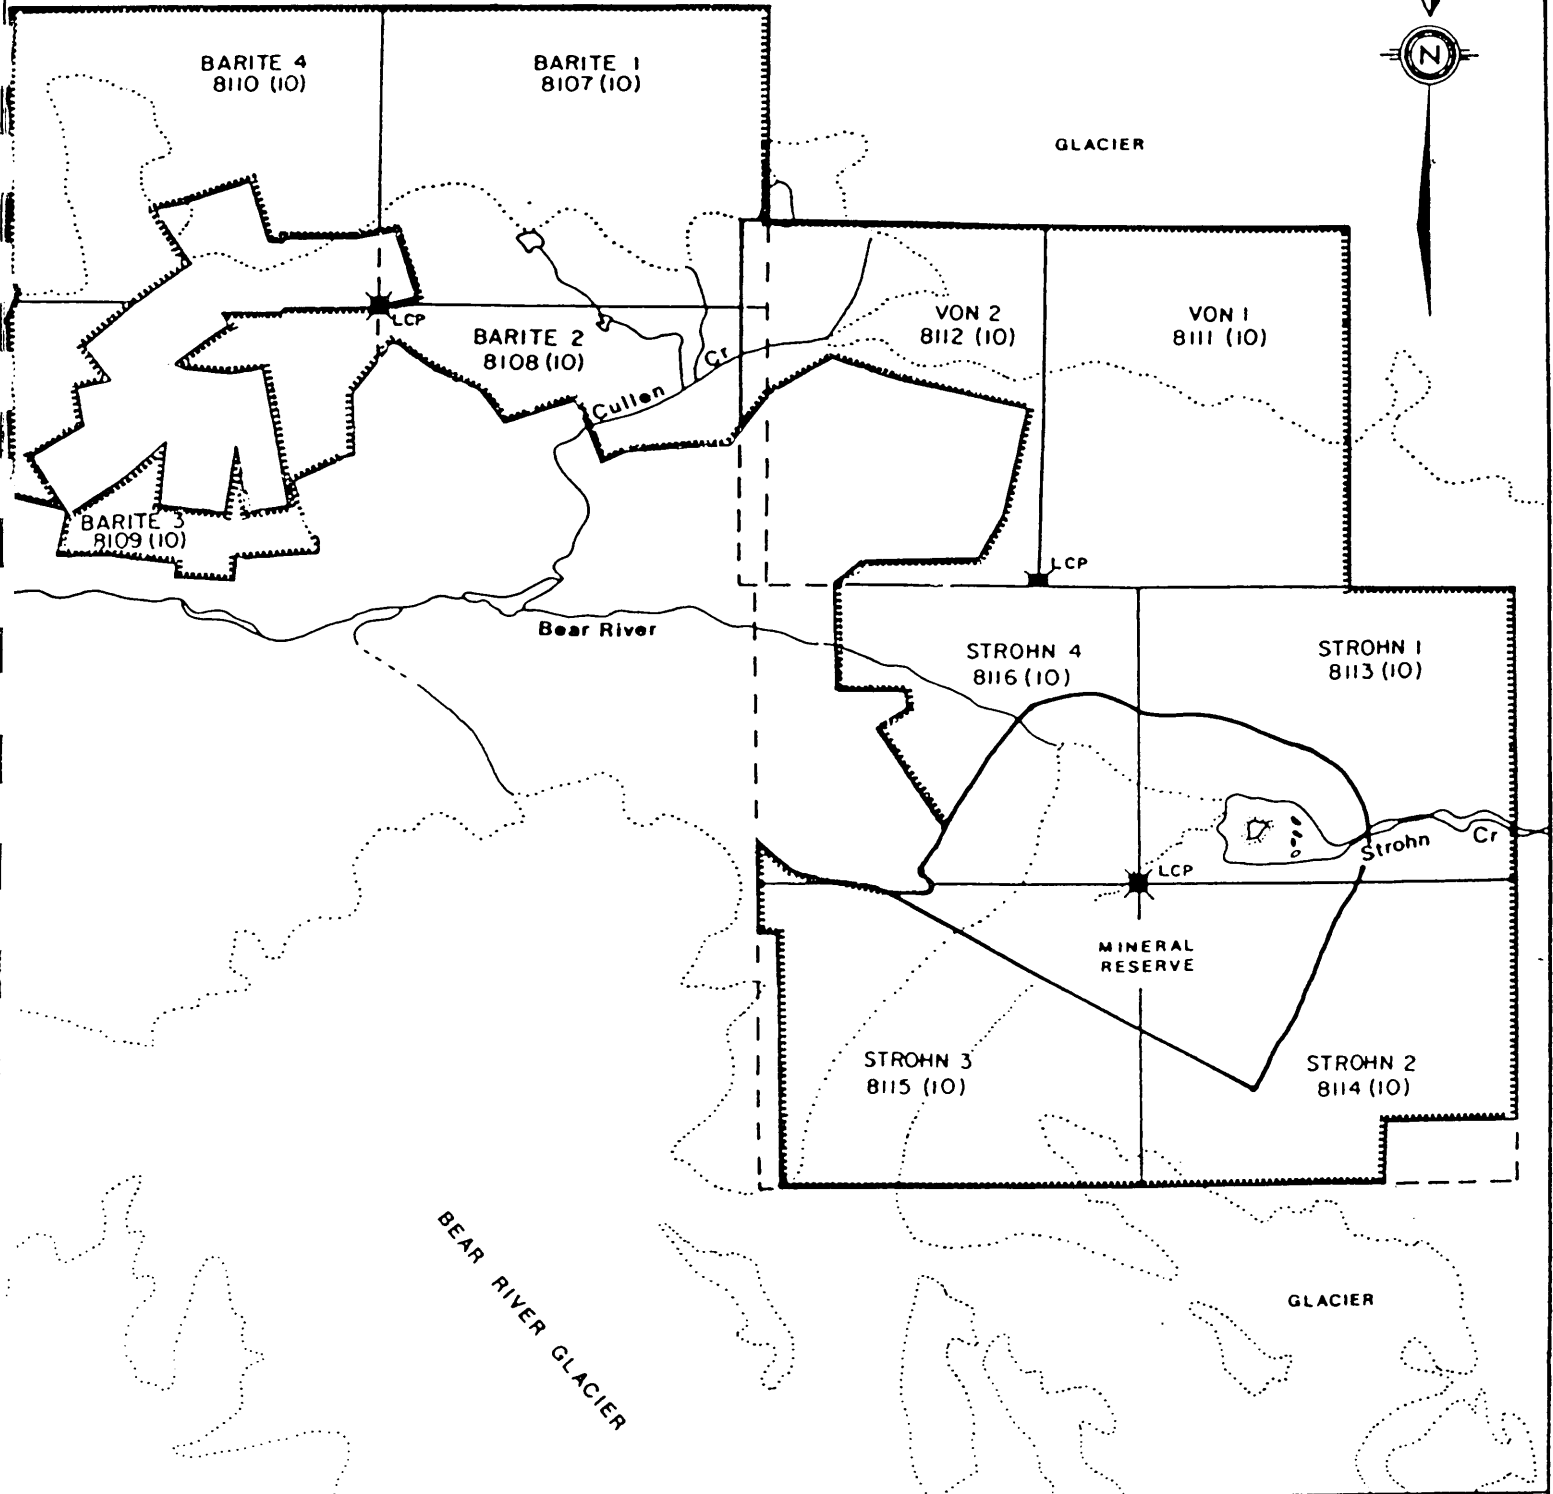 BARITE 4
8110 (10)
BARITE 1
8107 (10)
N
GLACIER
VON 2
8112 (10)
VON 1
8111 (10)
LCP
BARITE 2
8108 (10)
Cullen Cr
BARITE 3
8109 (10)
LCP
Bear River
STROHN 4
8116 (10)
STROHN 1
8113 (10)
Strohn Cr
LCP
MINERAL
RESERVE
STROHN 3
8115 (10)
STROHN 2
8114 (10)
BEAR RIVER GLACIER
GLACIER